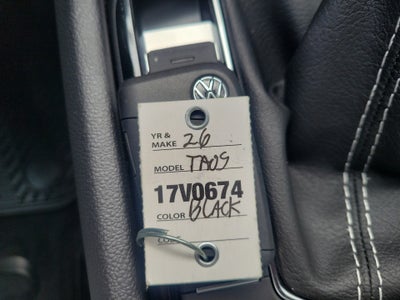 YR &
MAKE 26
MODEL TAOS
17V0674
COLOR BLACK